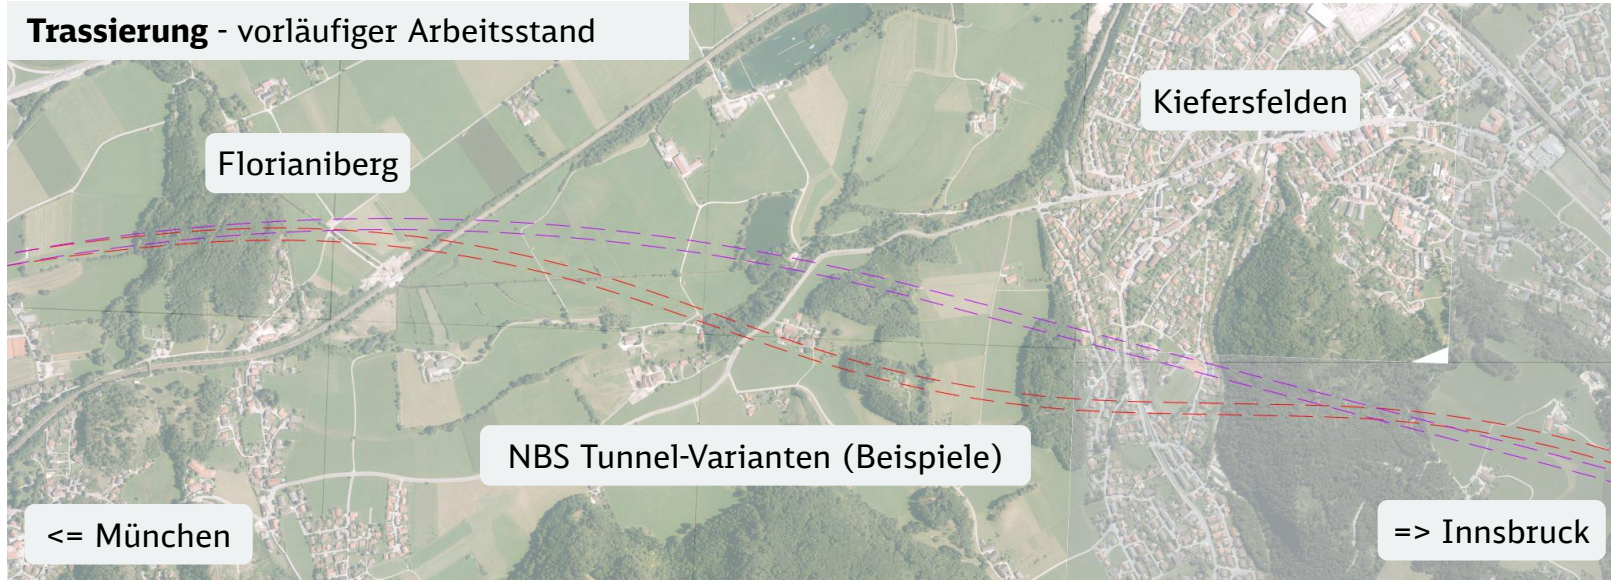 Trassierung - vorläufiger Arbeitsstand
Kiefersfelden
Florianiberg
NBS Tunnel-Varianten (Beispiele)
<= München
=> Innsbruck